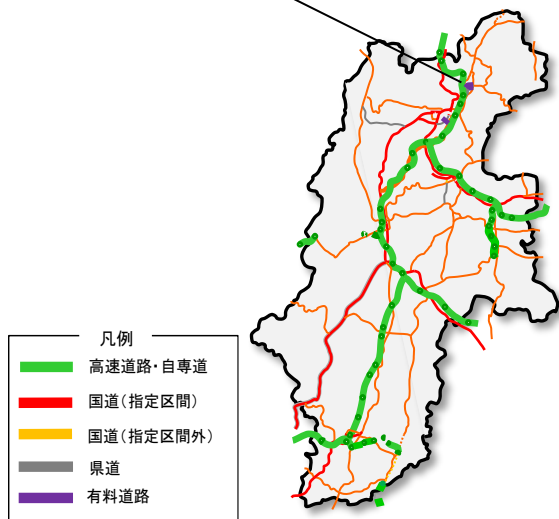 凡例
高速道路・自専道
国道(指定区間)
国道(指定区間外)
県道
有料道路